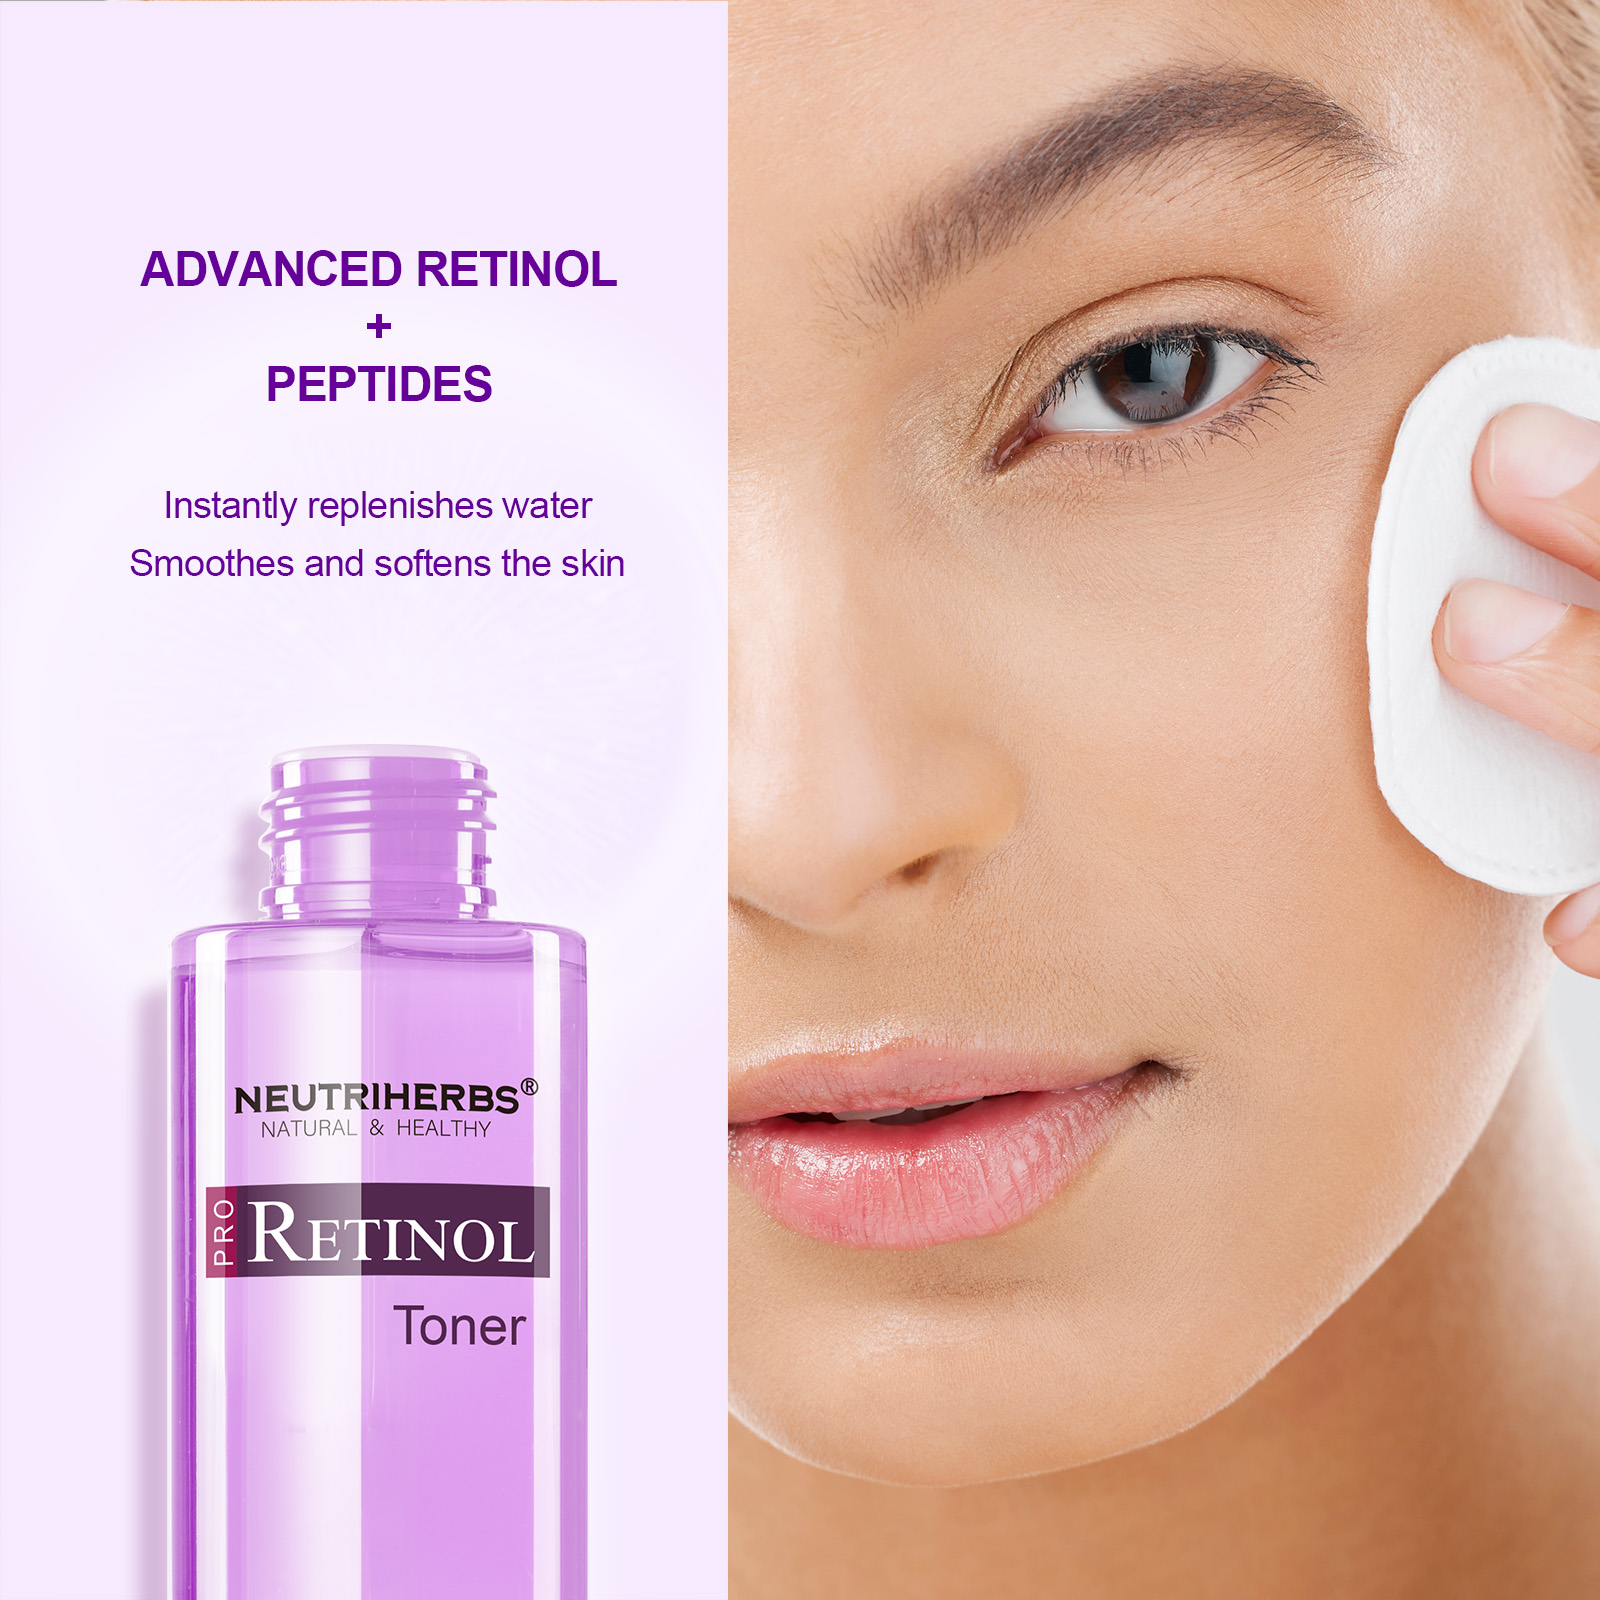 ADVANCED RETINOL
+
PEPTIDES
Instantly replenishes water
Smoothes and softens the skin
NEUTRIHERBS®
NATURAL & HEALTHY
PRO RETINOL
Toner